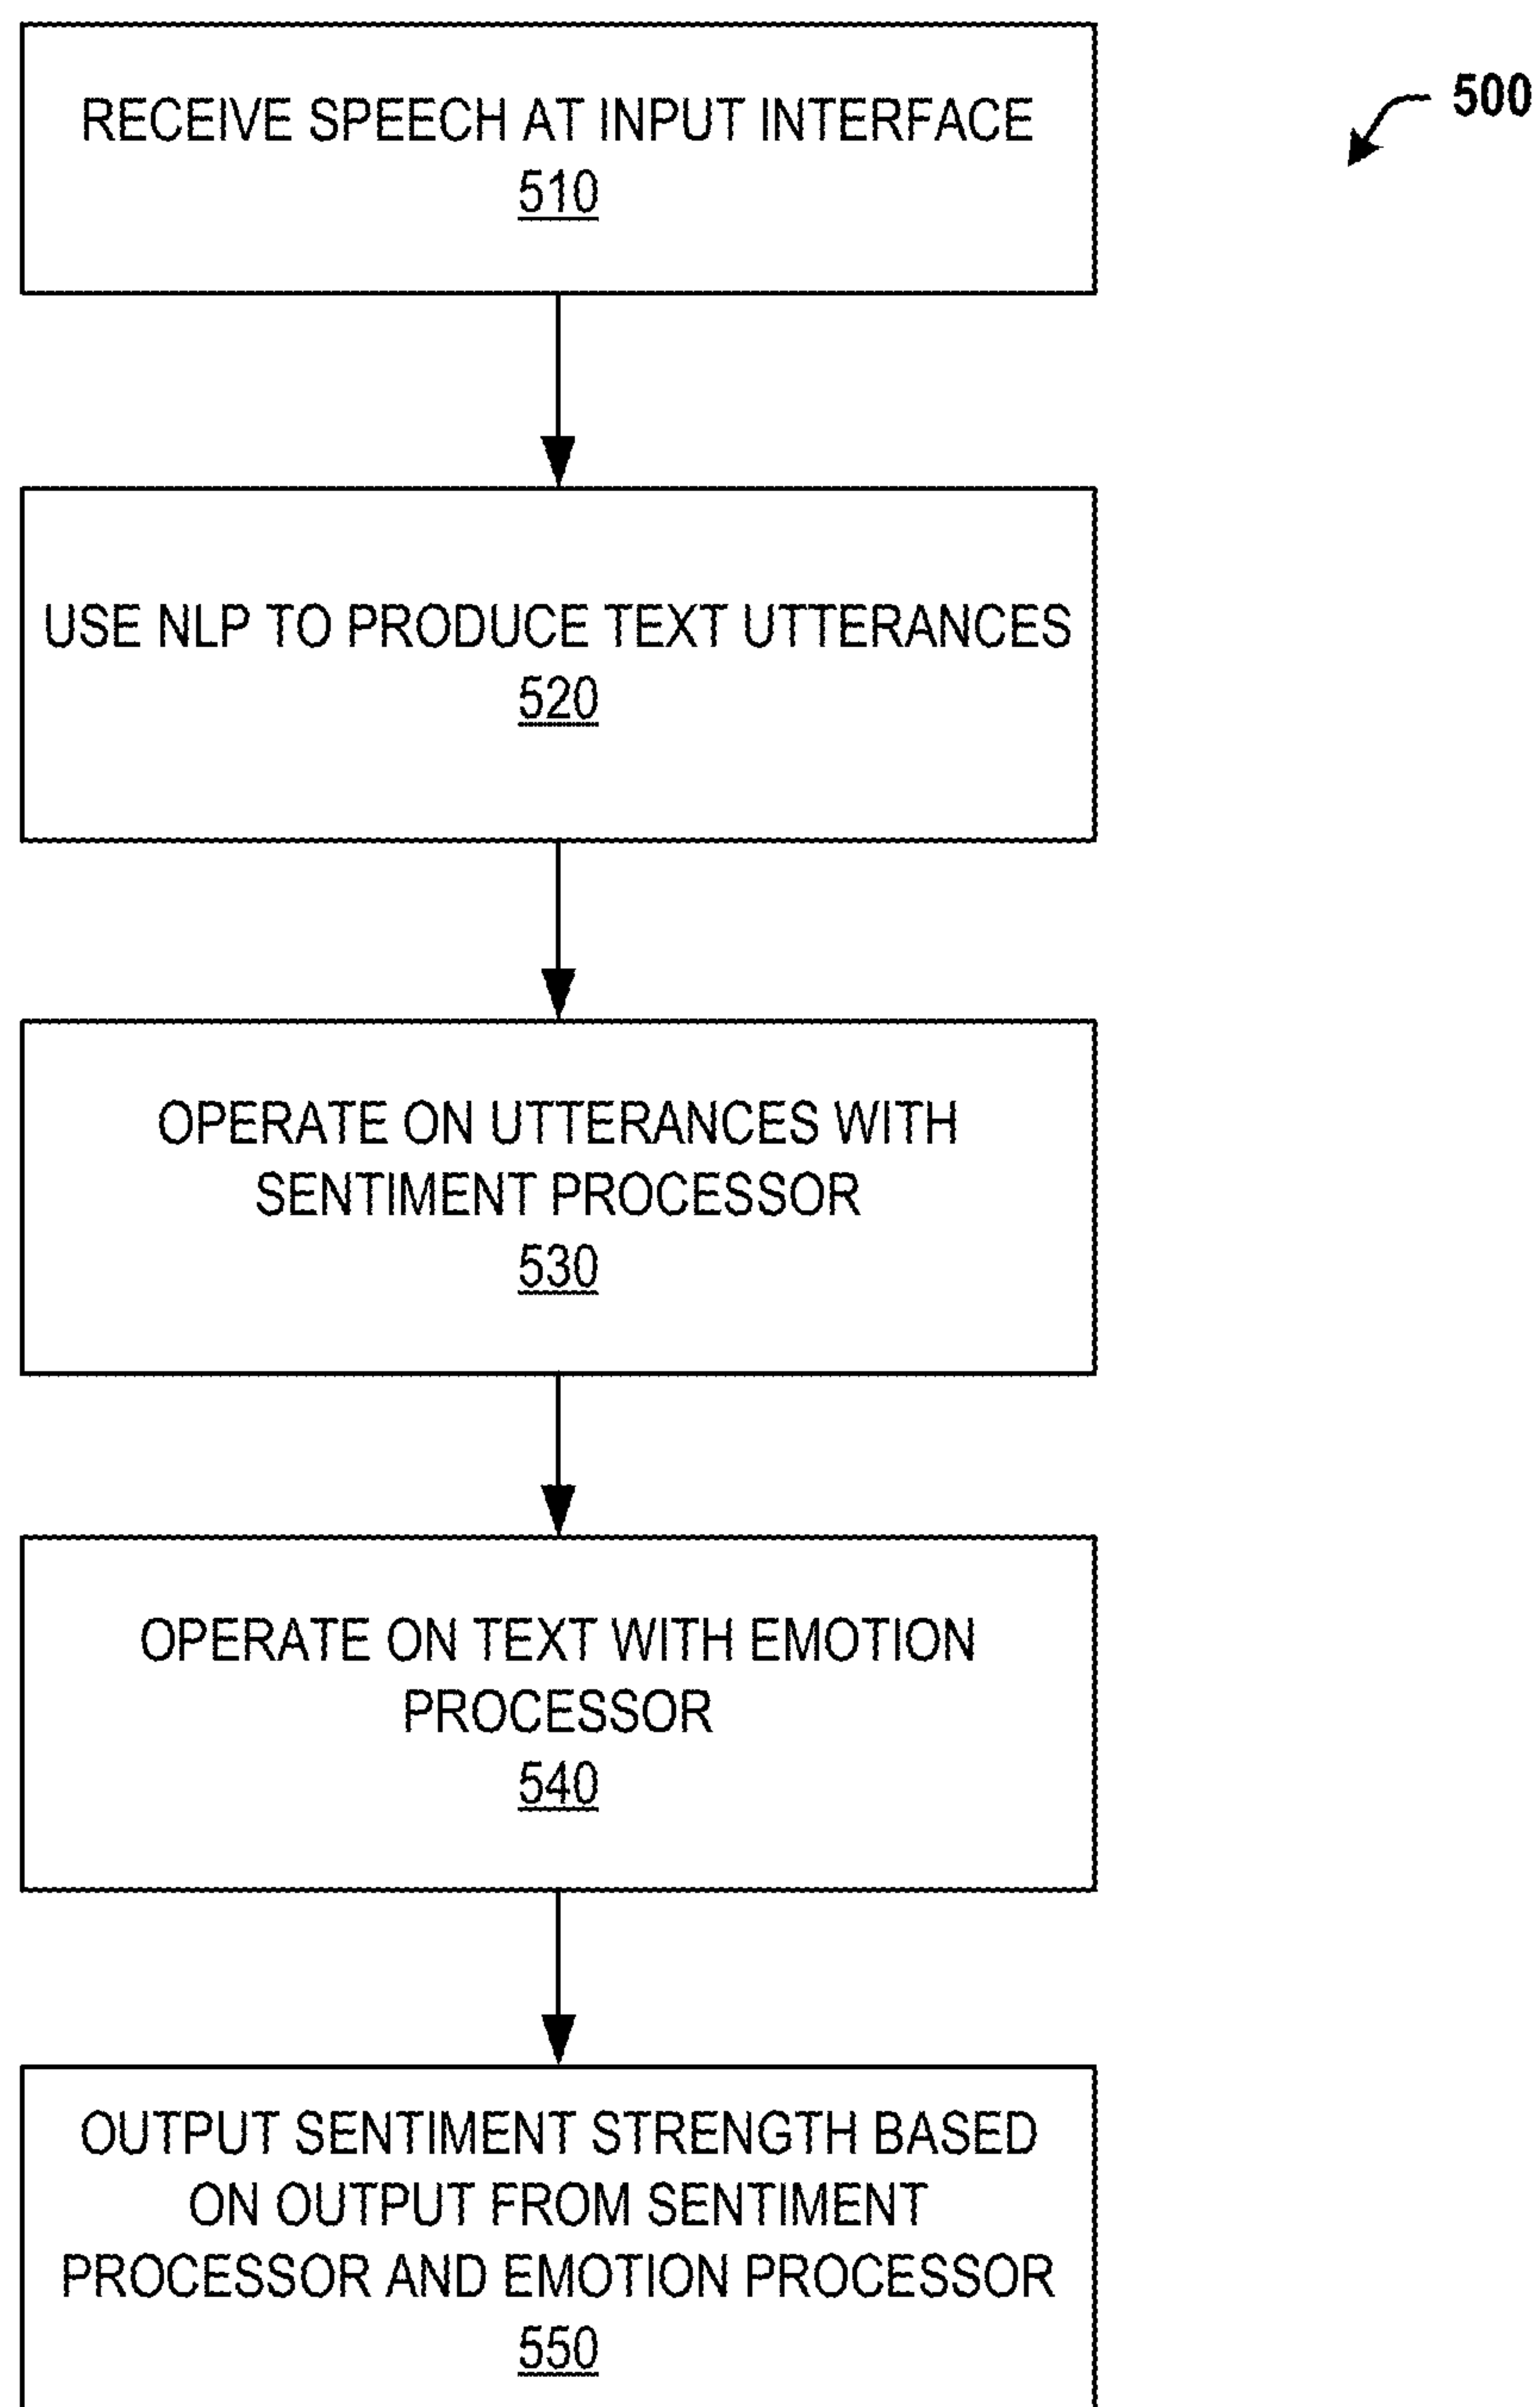 RECEIVE SPEECH AT INPUT INTERFACE
510
500
USE NLP TO PRODUCE TEXT UTTERANCES
520
OPERATE ON UTTERANCES WITH
SENTIMENT PROCESSOR
530
OPERATE ON TEXT WITH EMOTION
PROCESSOR
540
OUTPUT SENTIMENT STRENGTH BASED
ON OUTPUT FROM SENTIMENT
PROCESSOR AND EMOTION PROCESSOR
550